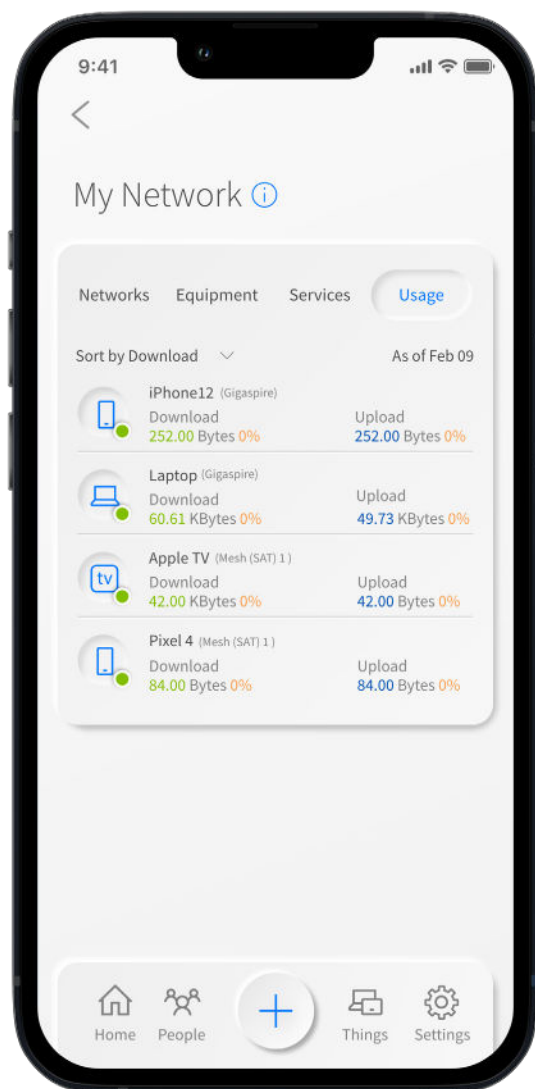 9:41
My Network
Networks Equipment Services Usage
Sort by Download As of Feb 09
iPhone12 (Gigaspire)
Download Upload
252.00 Bytes 0% 252.00 Bytes 0%
Laptop (Gigaspire)
Download Upload
60.61 KBytes 0% 49.73 KBytes 0%
tv
Apple TV (Mesh (SAT) 1 )
Download Upload
42.00 KBytes 0% 42.00 Bytes 0%
Pixel 4 (Mesh (SAT) 1 )
Download Upload
84.00 Bytes 0% 84.00 Bytes 0%
Home People Things Settings